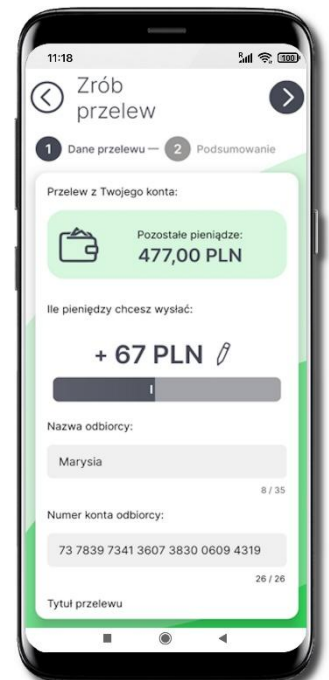 11:18
100
Zrób
przelew
1 Dane przelewu — 2 Podsumowanie
Przelew z Twojego konta:
Pozostałe pieniądze:
477,00 PLN
Ile pieniędzy chcesz wysłać:
+ 67 PLN
Nazwa odbiorcy:
Marysia
8 / 35
Numer konta odbiorcy:
73 7839 7341 3607 3830 0609 4319
26 / 26
Tytuł przelewu